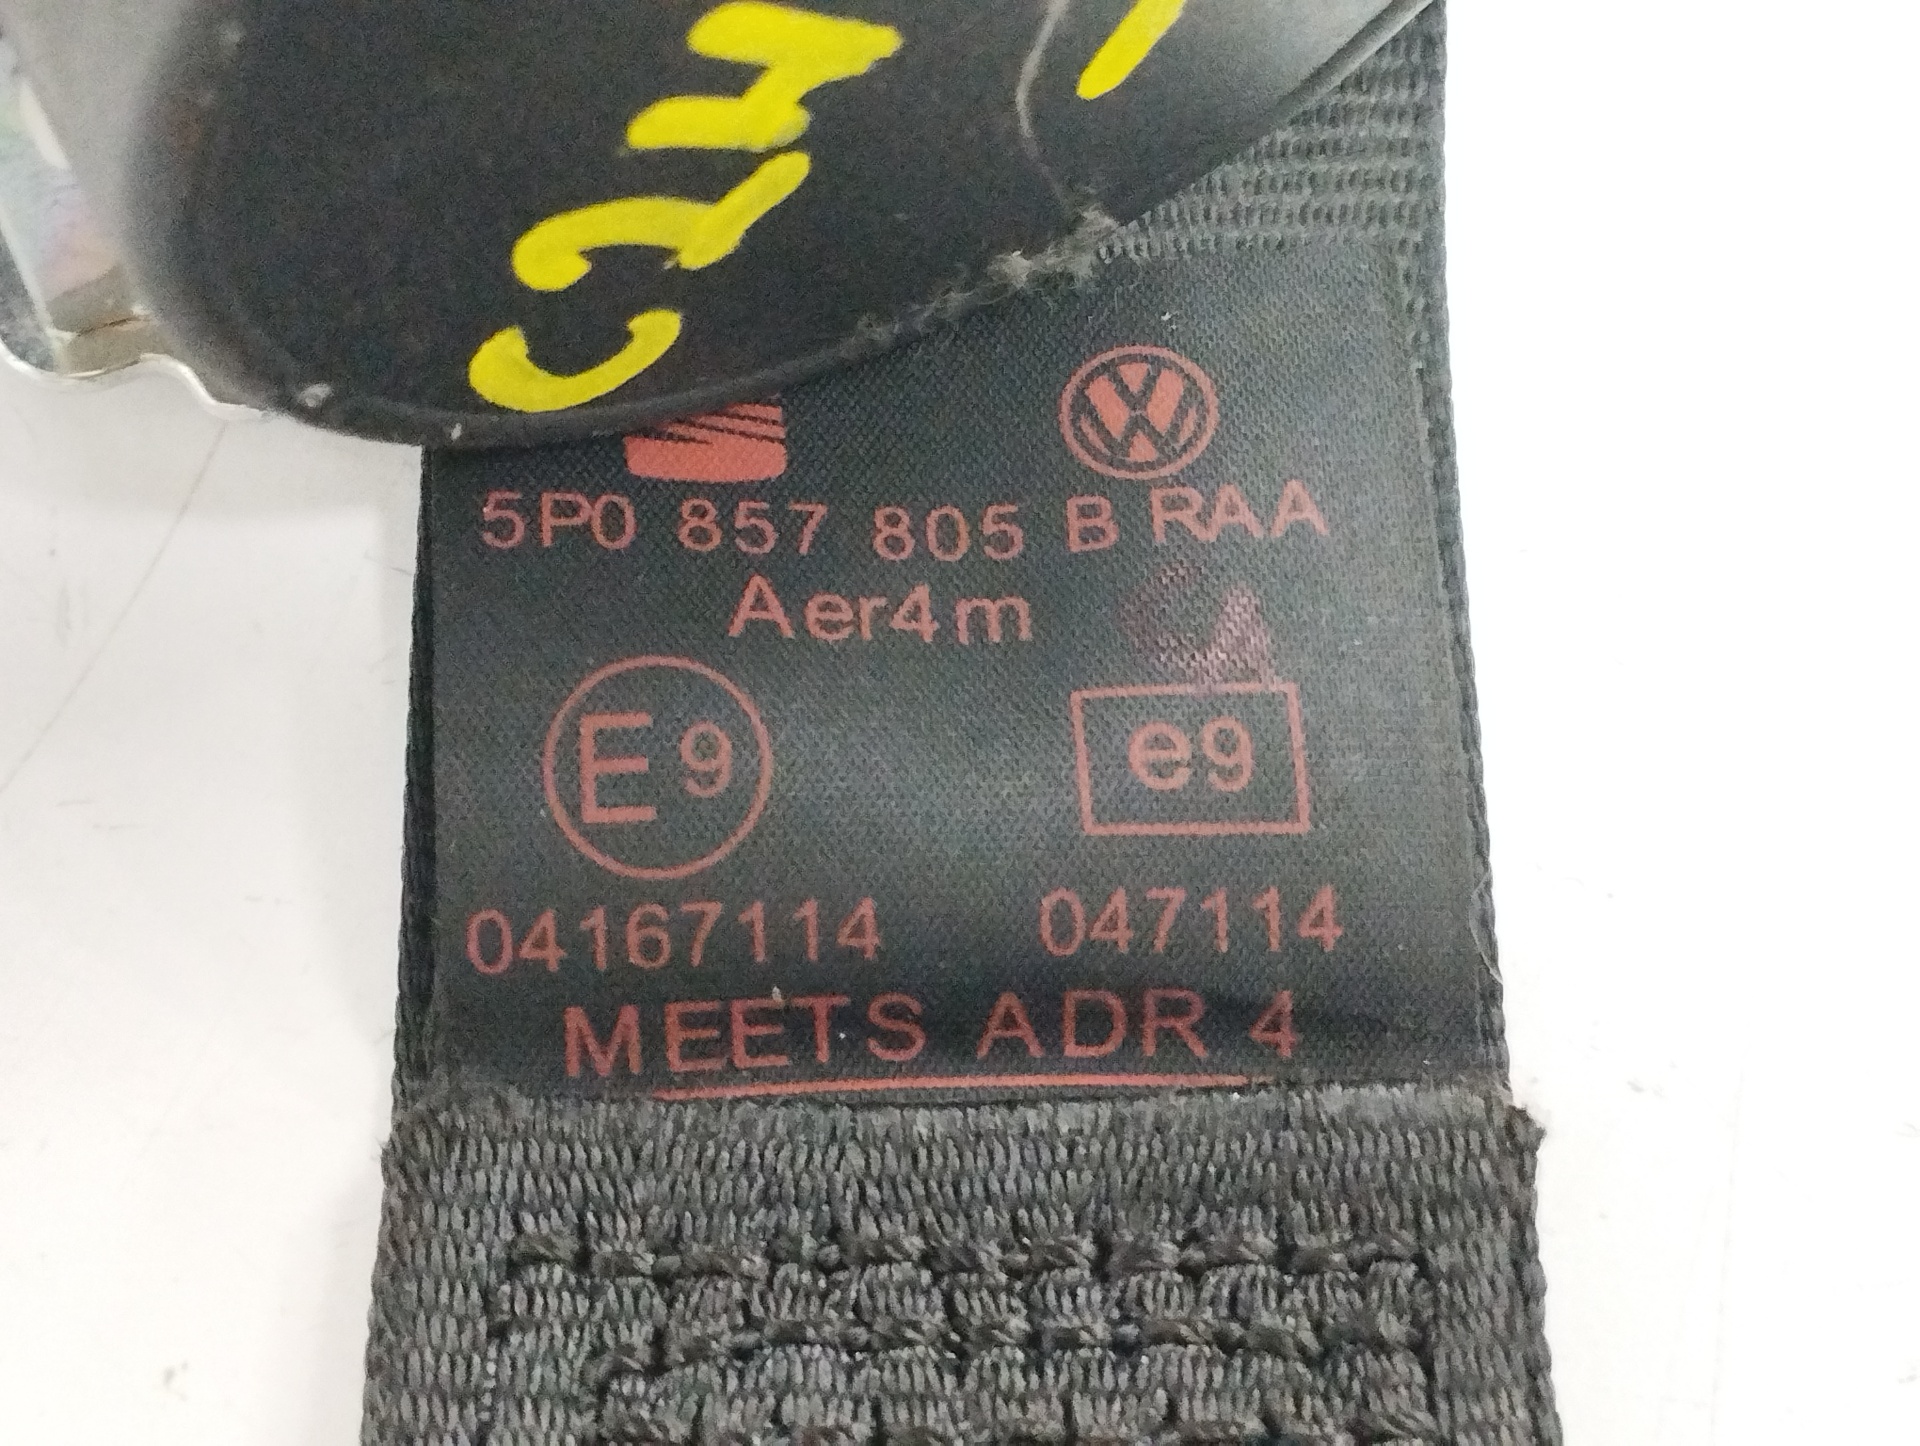 5P0 857 805 B RAA
Aer4m
E9 e9
04167114 047114
MEETS ADR 4